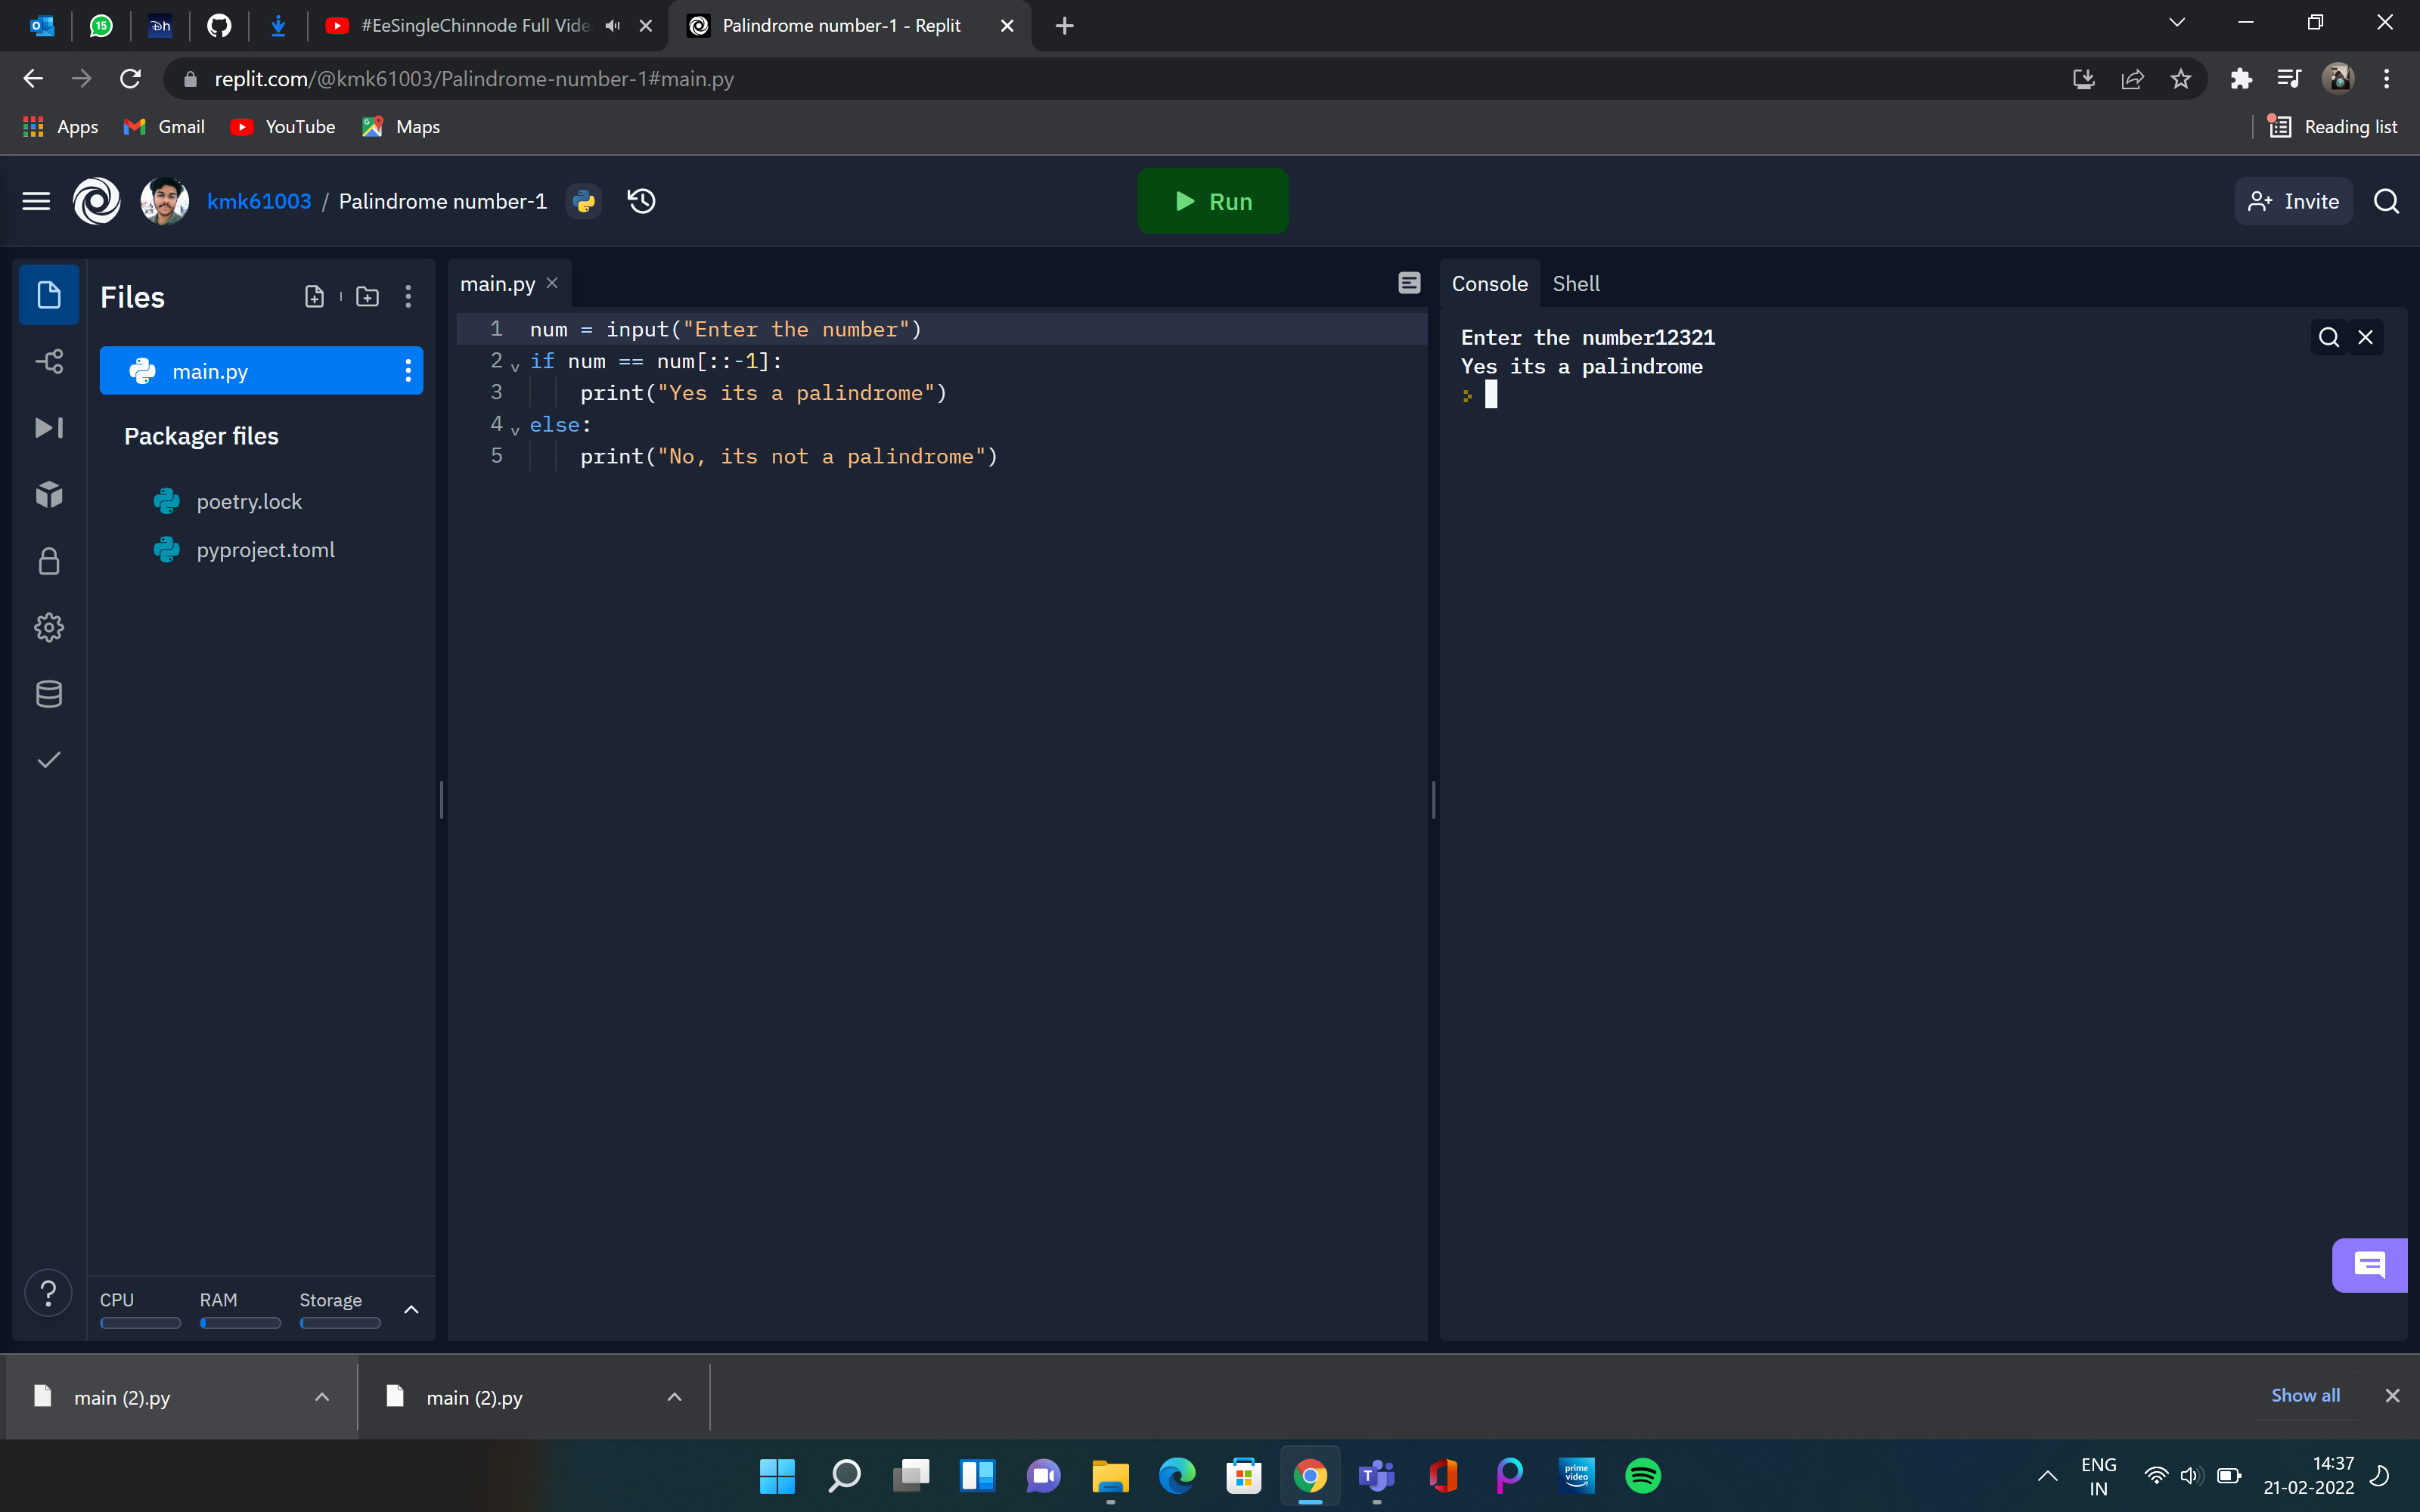 15
#EeSingleChinnode Full Vide
Palindrome number-1 - Replit
replit.com/@kmk61003/Palindrome-number-1#main.py
Apps
Gmail
YouTube
Maps
Reading list
kmk61003 / Palindrome number-1
Run
Invite
Files
main.py
Packager files
poetry.lock
pyproject.toml
CPU
RAM
Storage
main.py
1 num = input("Enter the number")
2 if num == num[::-1]:
3 print("Yes its a palindrome")
4 else:
5 print("No, its not a palindrome")
Console
Shell
Enter the number12321
Yes its a palindrome
main (2).py
main (2).py
Show all
prime video
ENG
IN
14:37
21-02-2022